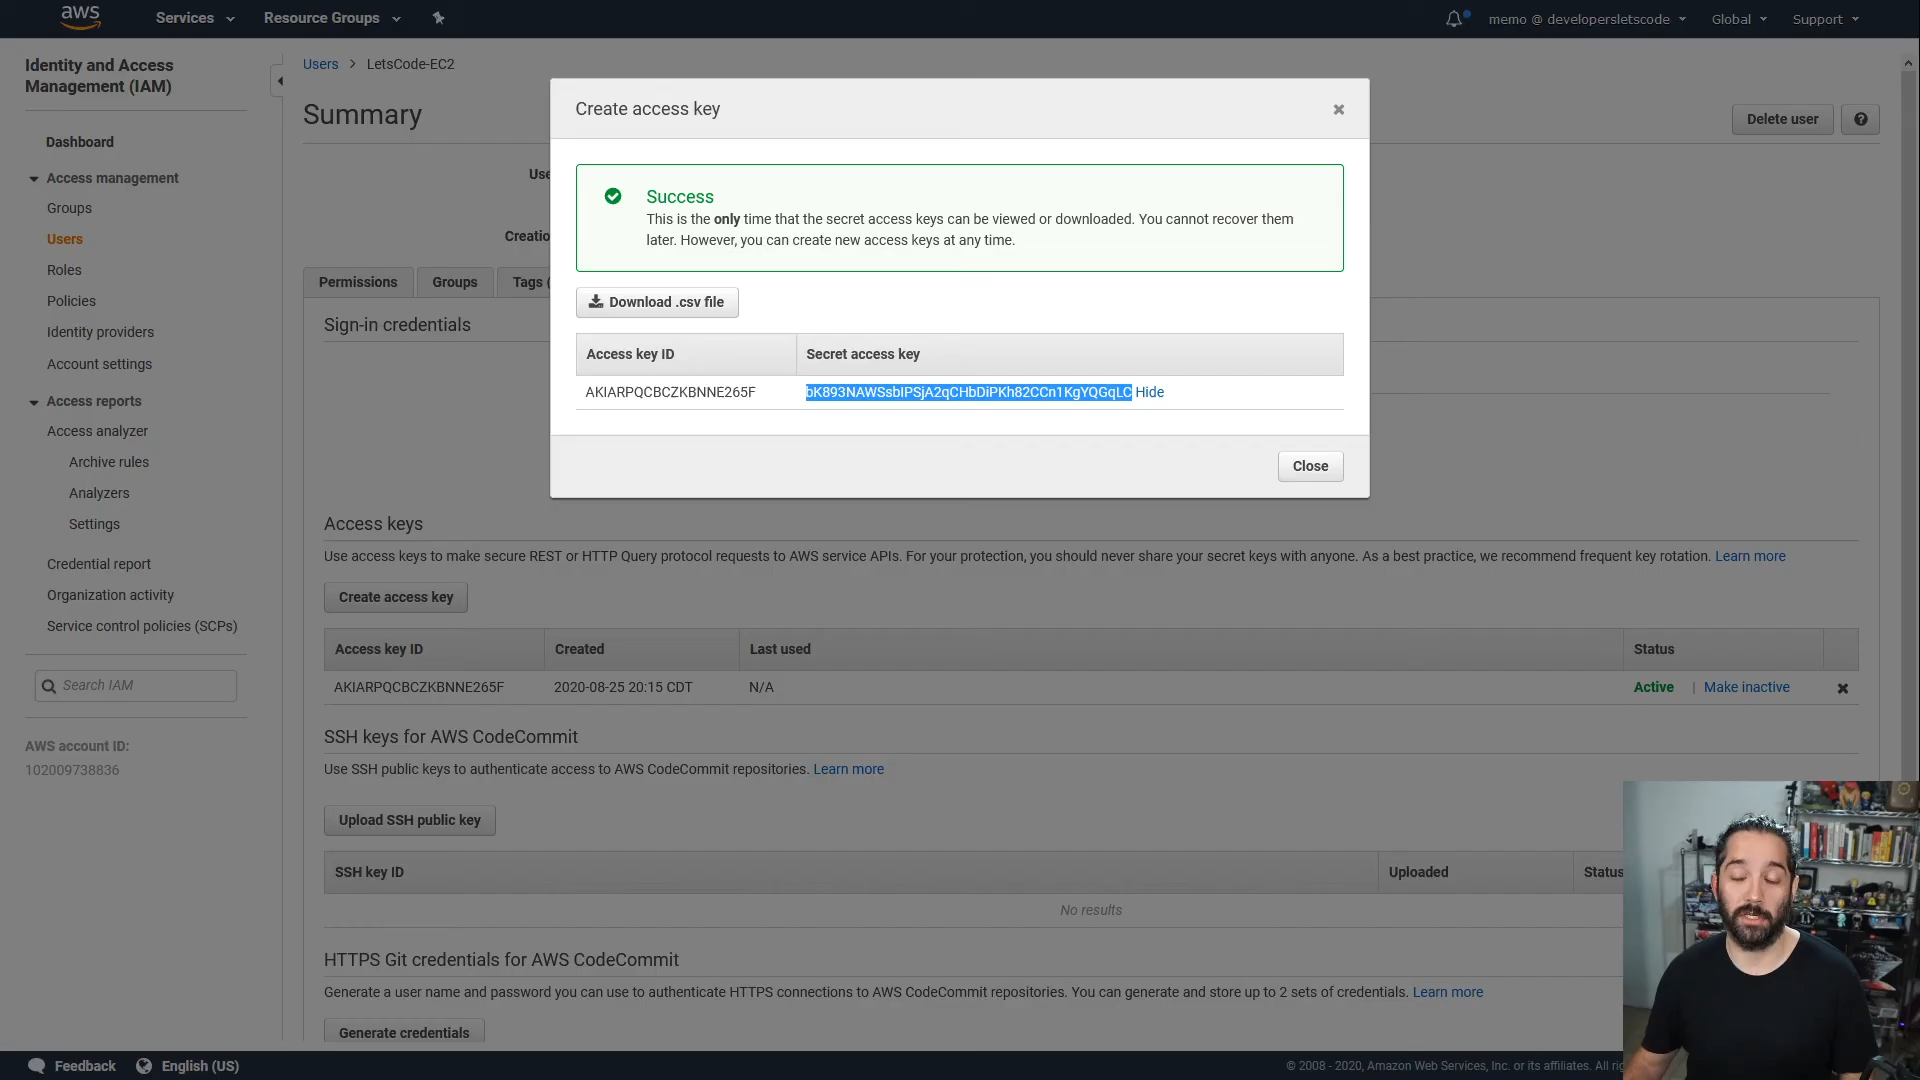 aws
Services
Resource Groups
memo @ developersletscode
Global
Support
Identity and Access
Management (IAM)
Dashboard
Access management
Groups
Users
Roles
Policies
Identity providers
Account settings
Access reports
Access analyzer
Archive rules
Analyzers
Settings
Credential report
Organization activity
Service control policies (SCPs)
Search IAM
AWS account ID:
102009738836
Users > LetsCode-EC2
Summary
Delete user
Use
Creatio
Permissions
Groups
Tags (
Sign-in credentials
Create access key
Success
This is the only time that the secret access keys can be viewed or downloaded. You cannot recover them
later. However, you can create new access keys at any time.
Download .csv file
Access key ID Secret access key
AKIARPQCBCZKBNNE265F Hide
Close
Access keys
Use access keys to make secure REST or HTTP Query protocol requests to AWS service APIs. For your protection, you should never share your secret keys with anyone. As a best practice, we recommend frequent key rotation. Learn more
Create access key
Access key ID Created Last used Status
AKIARPQCBCZKBNNE265F 2020-08-25 20:15 CDT N/A Active | Make inactive
SSH keys for AWS CodeCommit
Use SSH public keys to authenticate access to AWS CodeCommit repositories. Learn more
Upload SSH public key
SSH key ID Uploaded Status
No results
HTTPS Git credentials for AWS CodeCommit
Generate a user name and password you can use to authenticate HTTPS connections to AWS CodeCommit repositories. You can generate and store up to 2 sets of credentials. Learn more
Generate credentials
Feedback
English (US)
© 2008 - 2020, Amazon Web Services, Inc. or its affiliates. All rig